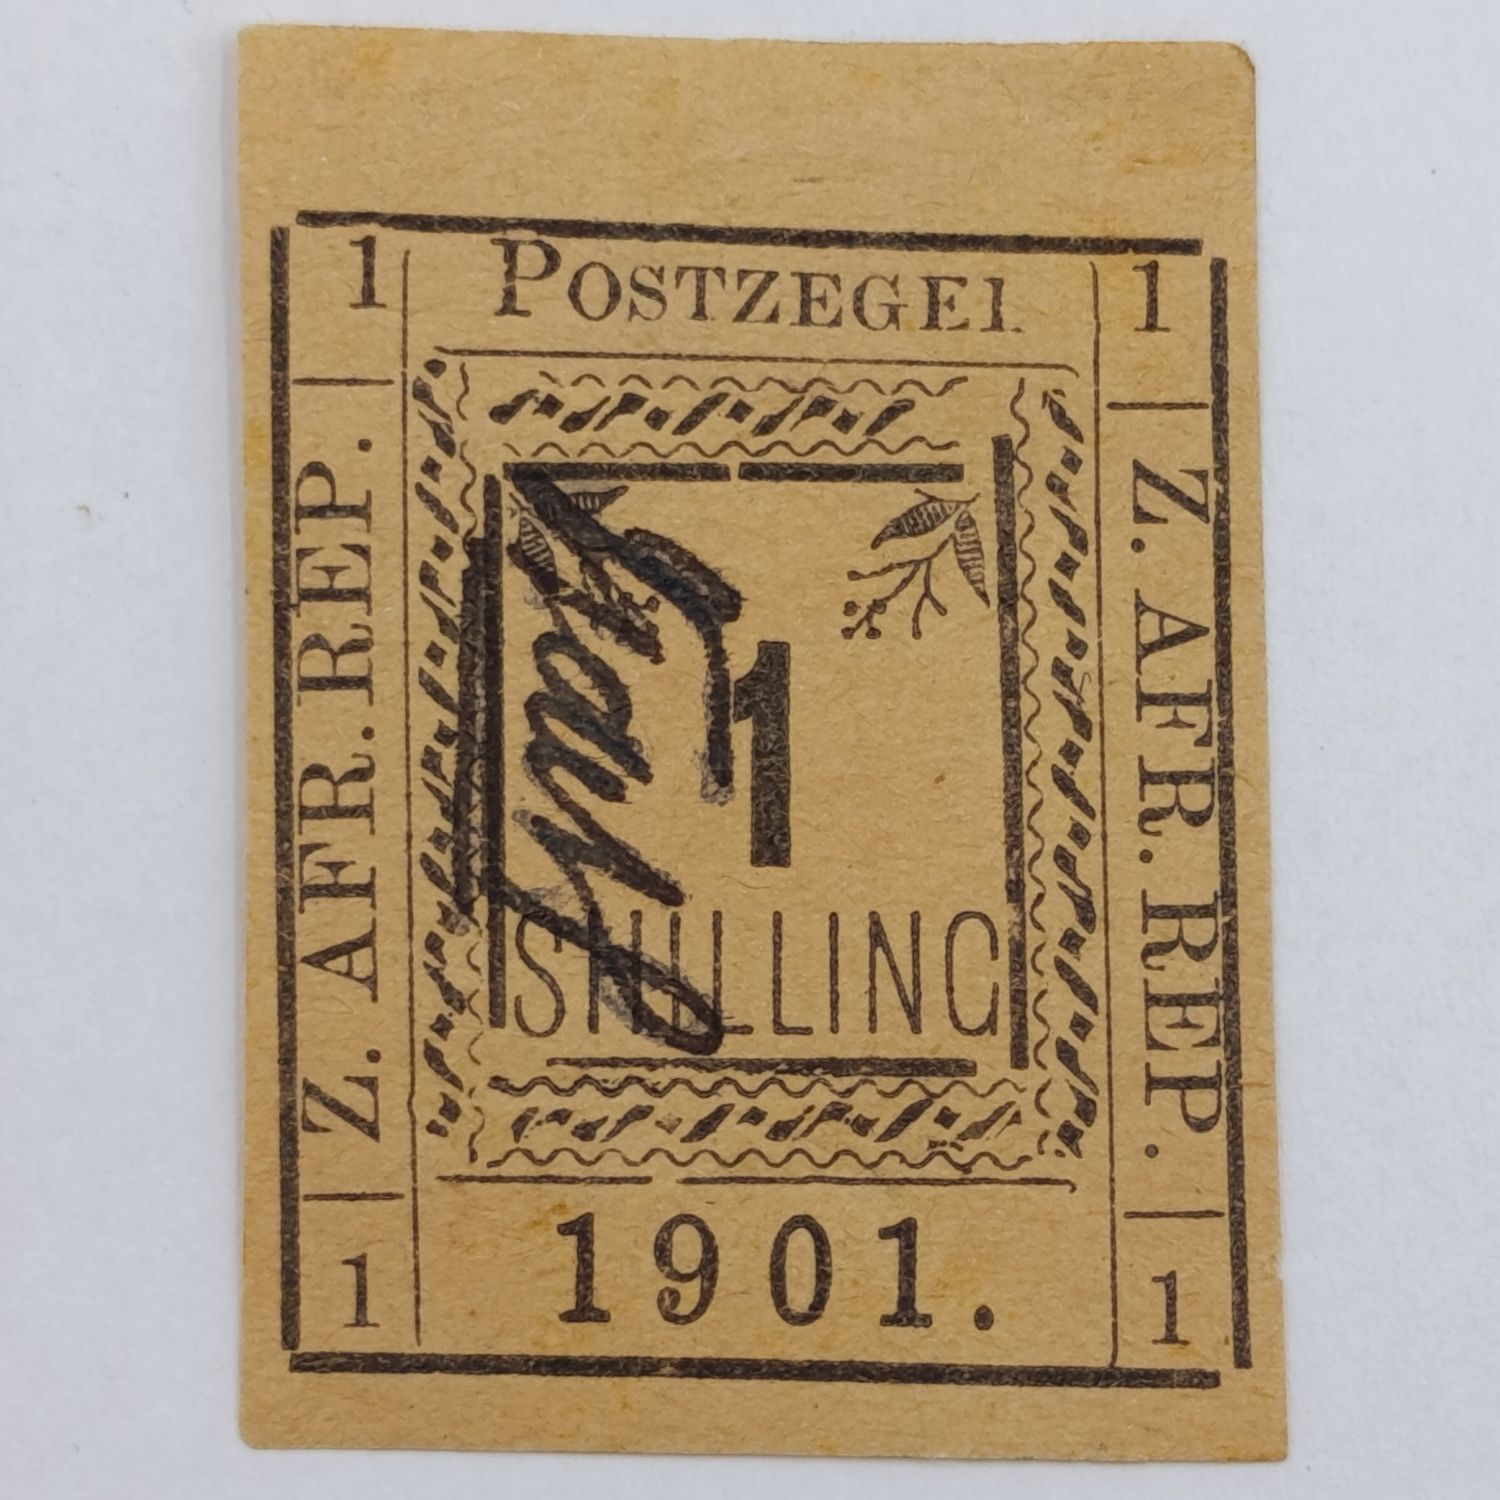 1 POSTZEGEL 1
Z. AFR. REP.
1
SHILLING
Z. AFR. REP.
1 1901. 1